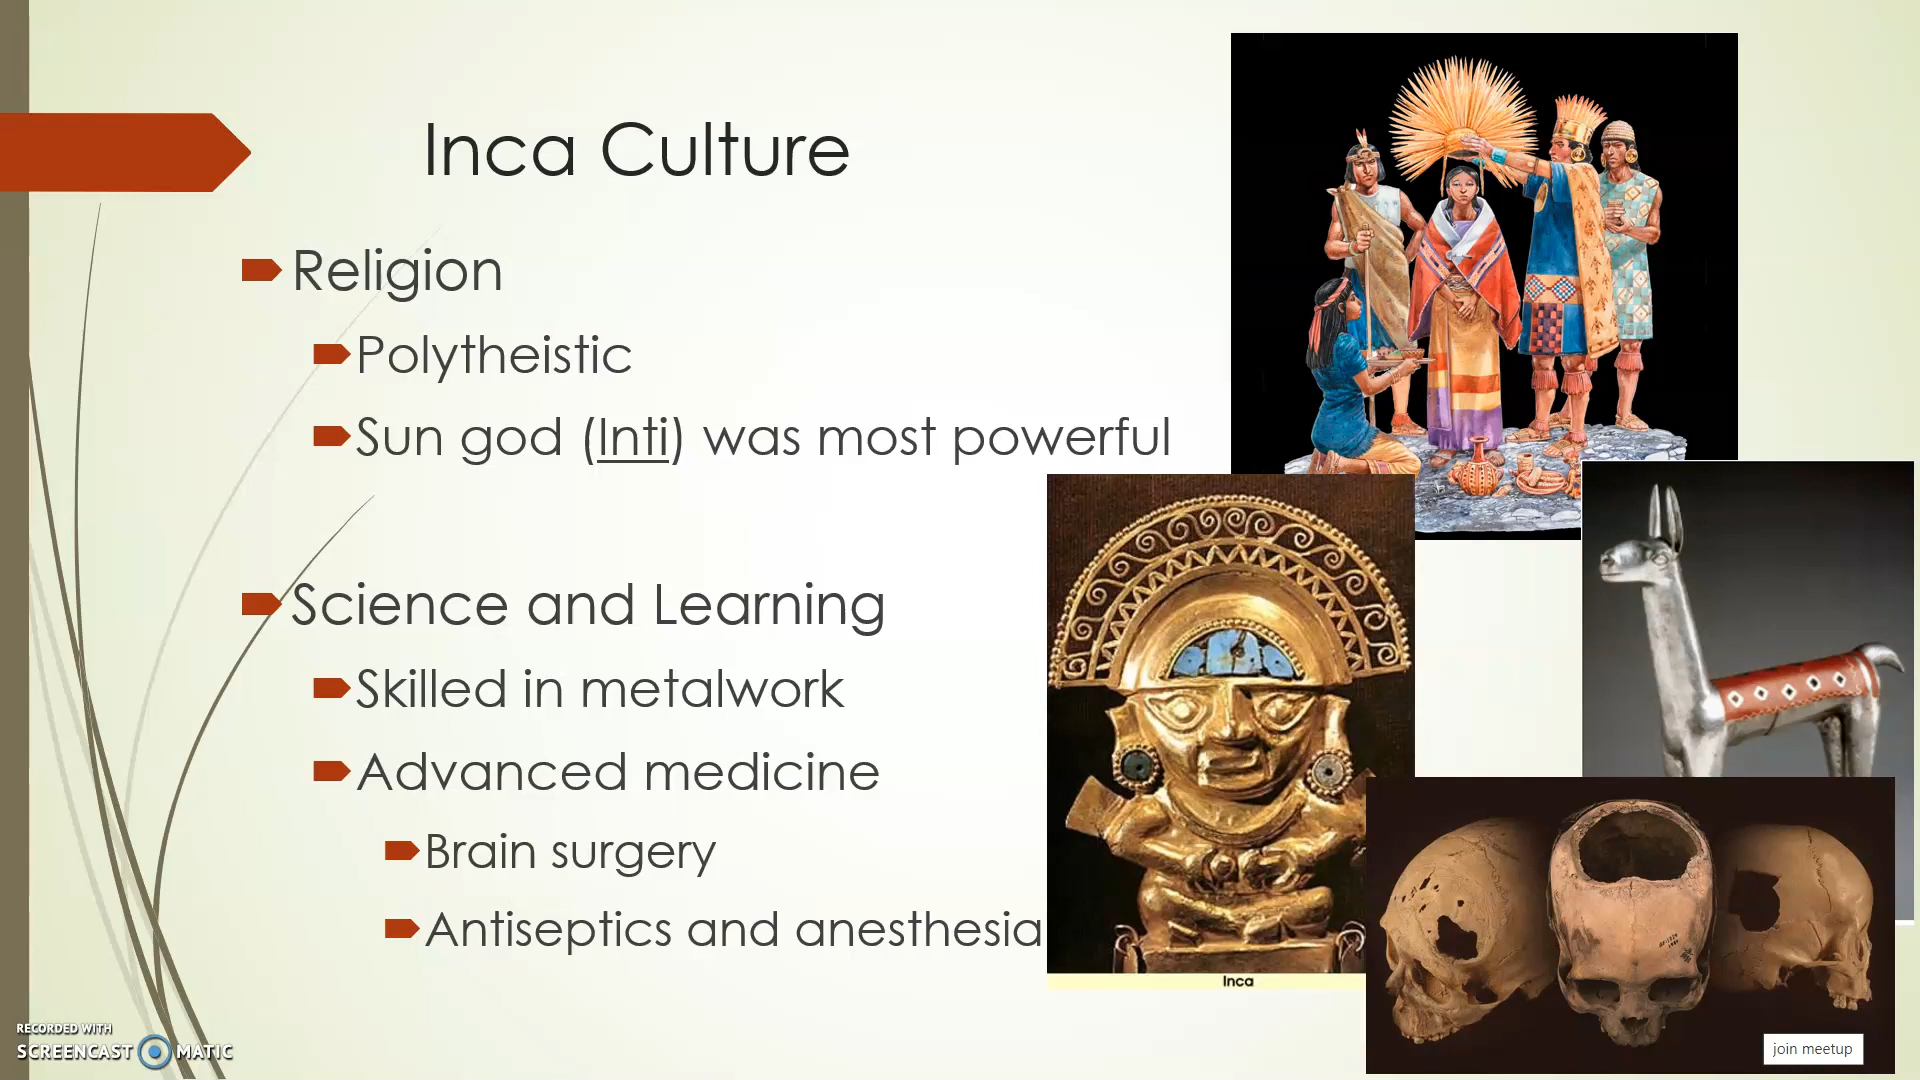 Inca Culture
Religion
Polytheistic
Sun god (Inti) was most powerful
Science and Learning
Skilled in metalwork
Advanced medicine
Brain surgery
Antiseptics and anesthesia
Inca
RECORDED WITH
SCREENCAST MATIC
join meetup